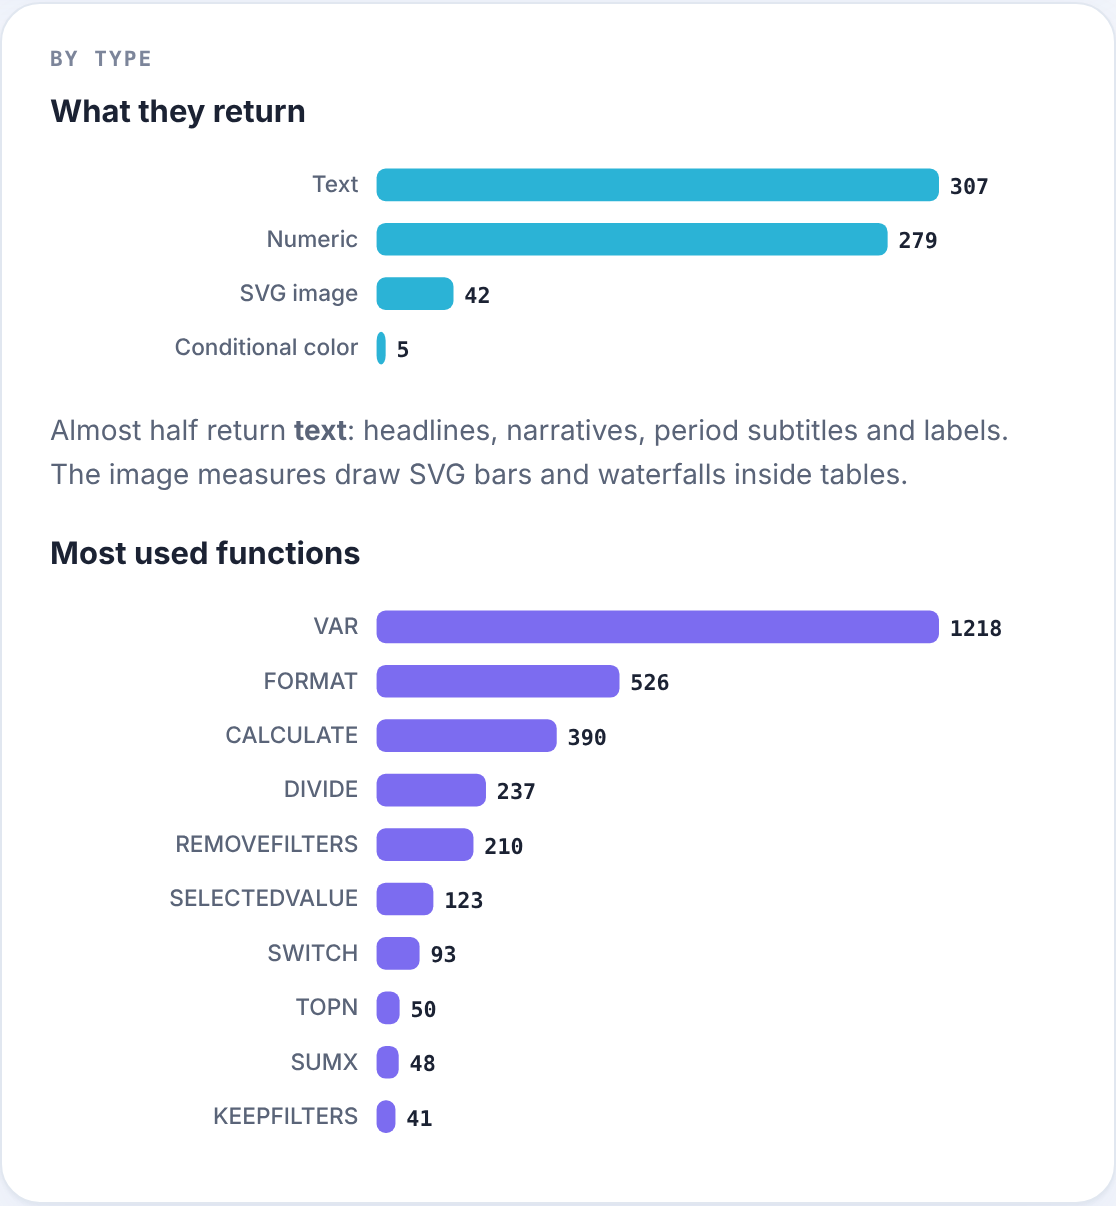 BY TYPE
What they return
Text 307
Numeric 279
SVG image 42
Conditional color 5
Almost half return text: headlines, narratives, period subtitles and labels.
The image measures draw SVG bars and waterfalls inside tables.
Most used functions
VAR 1218
FORMAT 526
CALCULATE 390
DIVIDE 237
REMOVEFILTERS 210
SELECTEDVALUE 123
SWITCH 93
TOPN 50
SUMX 48
KEEPFILTERS 41